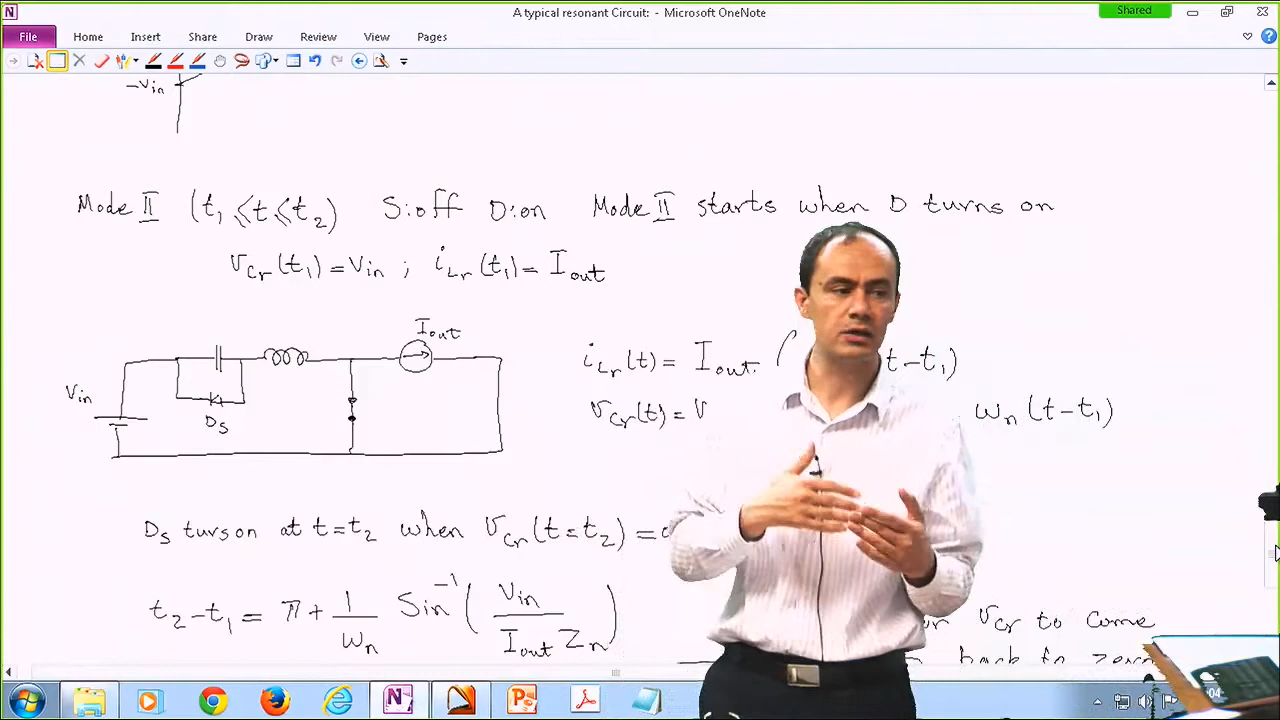 A typical resonant Circuit: - Microsoft OneNote
Shared
File Home Insert Share Draw Review View Pages
-Vin
Mode II (t1 ≤ t ≤ t2) S:off D:on Mode II starts when D turns on
vCr(t1) = Vin ; iLr(t1) = Iout
Iout
Vin
Ds
iLr(t) = Iout. ( t-t1)
vCr(t) = V ωn(t-t1)
Ds turs on at t=t2 when vCr(t=t2) =
t2-t1 = π + 1/ωn Sin^-1 ( Vin / Iout Zn )
vCr to come
back to zero